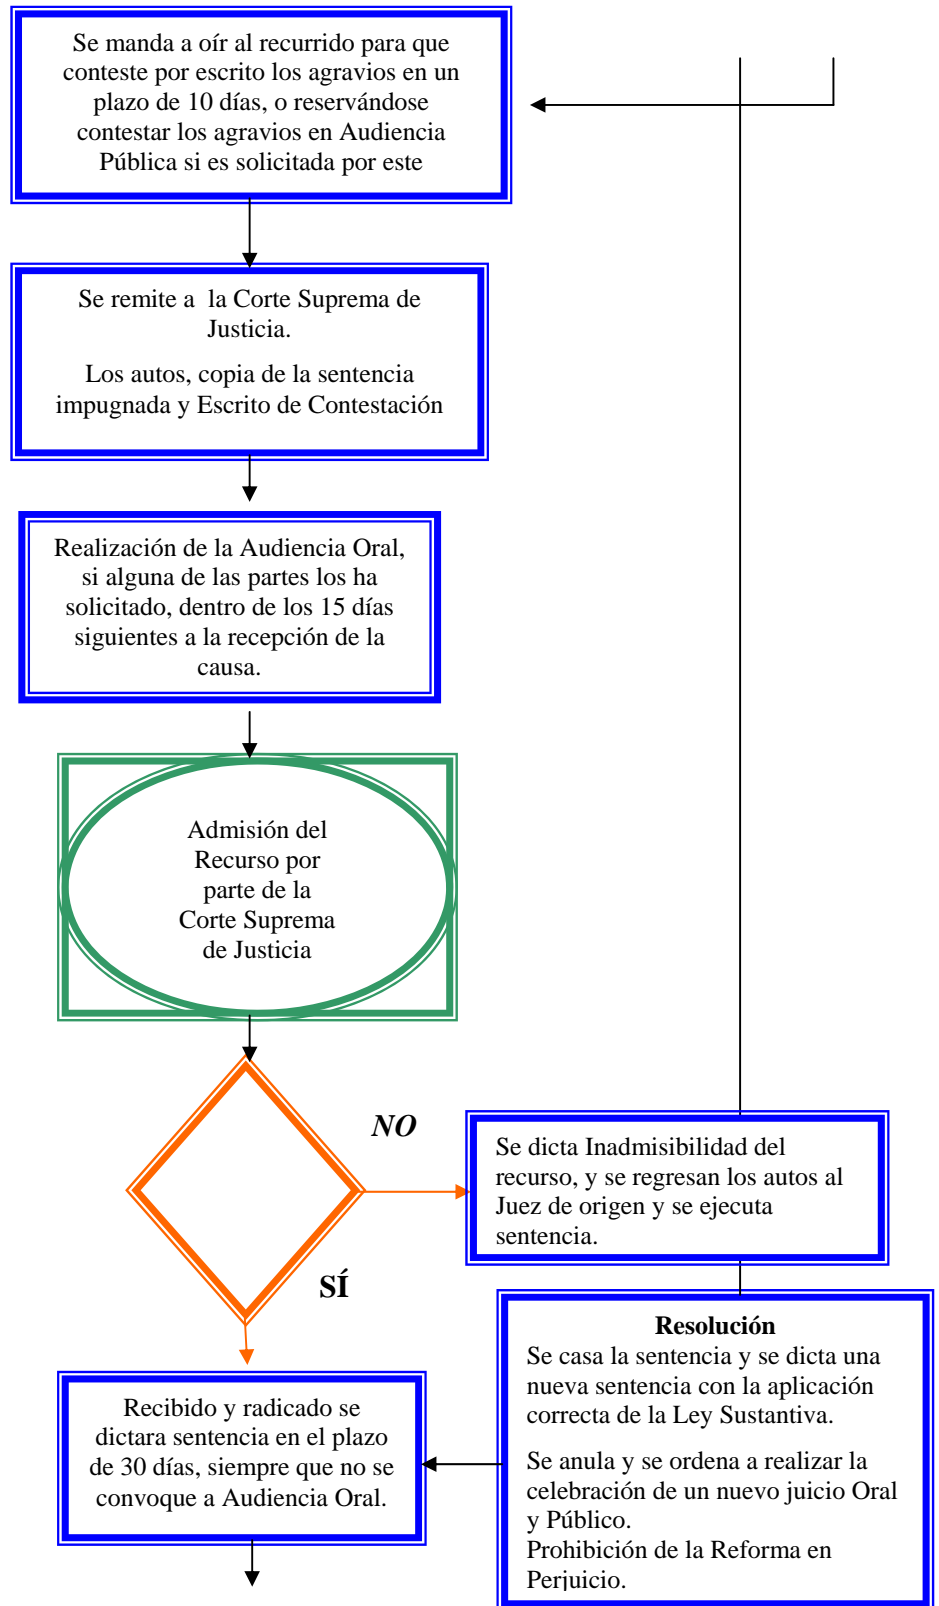 Se manda a oír al recurrido para que
conteste por escrito los agravios en un
plazo de 10 días, o reservándose
contestar los agravios en Audiencia
Pública si es solicitada por este
Se remite a la Corte Suprema de
Justicia.
Los autos, copia de la sentencia
impugnada y Escrito de Contestación
Realización de la Audiencia Oral,
si alguna de las partes los ha
solicitado, dentro de los 15 días
siguientes a la recepción de la
causa.
Admisión del
Recurso por
parte de la
Corte Suprema
de Justicia
NO
Se dicta Inadmisibilidad del
recurso, y se regresan los autos al
Juez de origen y se ejecuta
sentencia.
SÍ
Recibido y radicado se
dictara sentencia en el plazo
de 30 días, siempre que no se
convoque a Audiencia Oral.
Resolución
Se casa la sentencia y se dicta una
nueva sentencia con la aplicación
correcta de la Ley Sustantiva.
Se anula y se ordena a realizar la
celebración de un nuevo juicio Oral
y Público.
Prohibición de la Reforma en
Perjuicio.